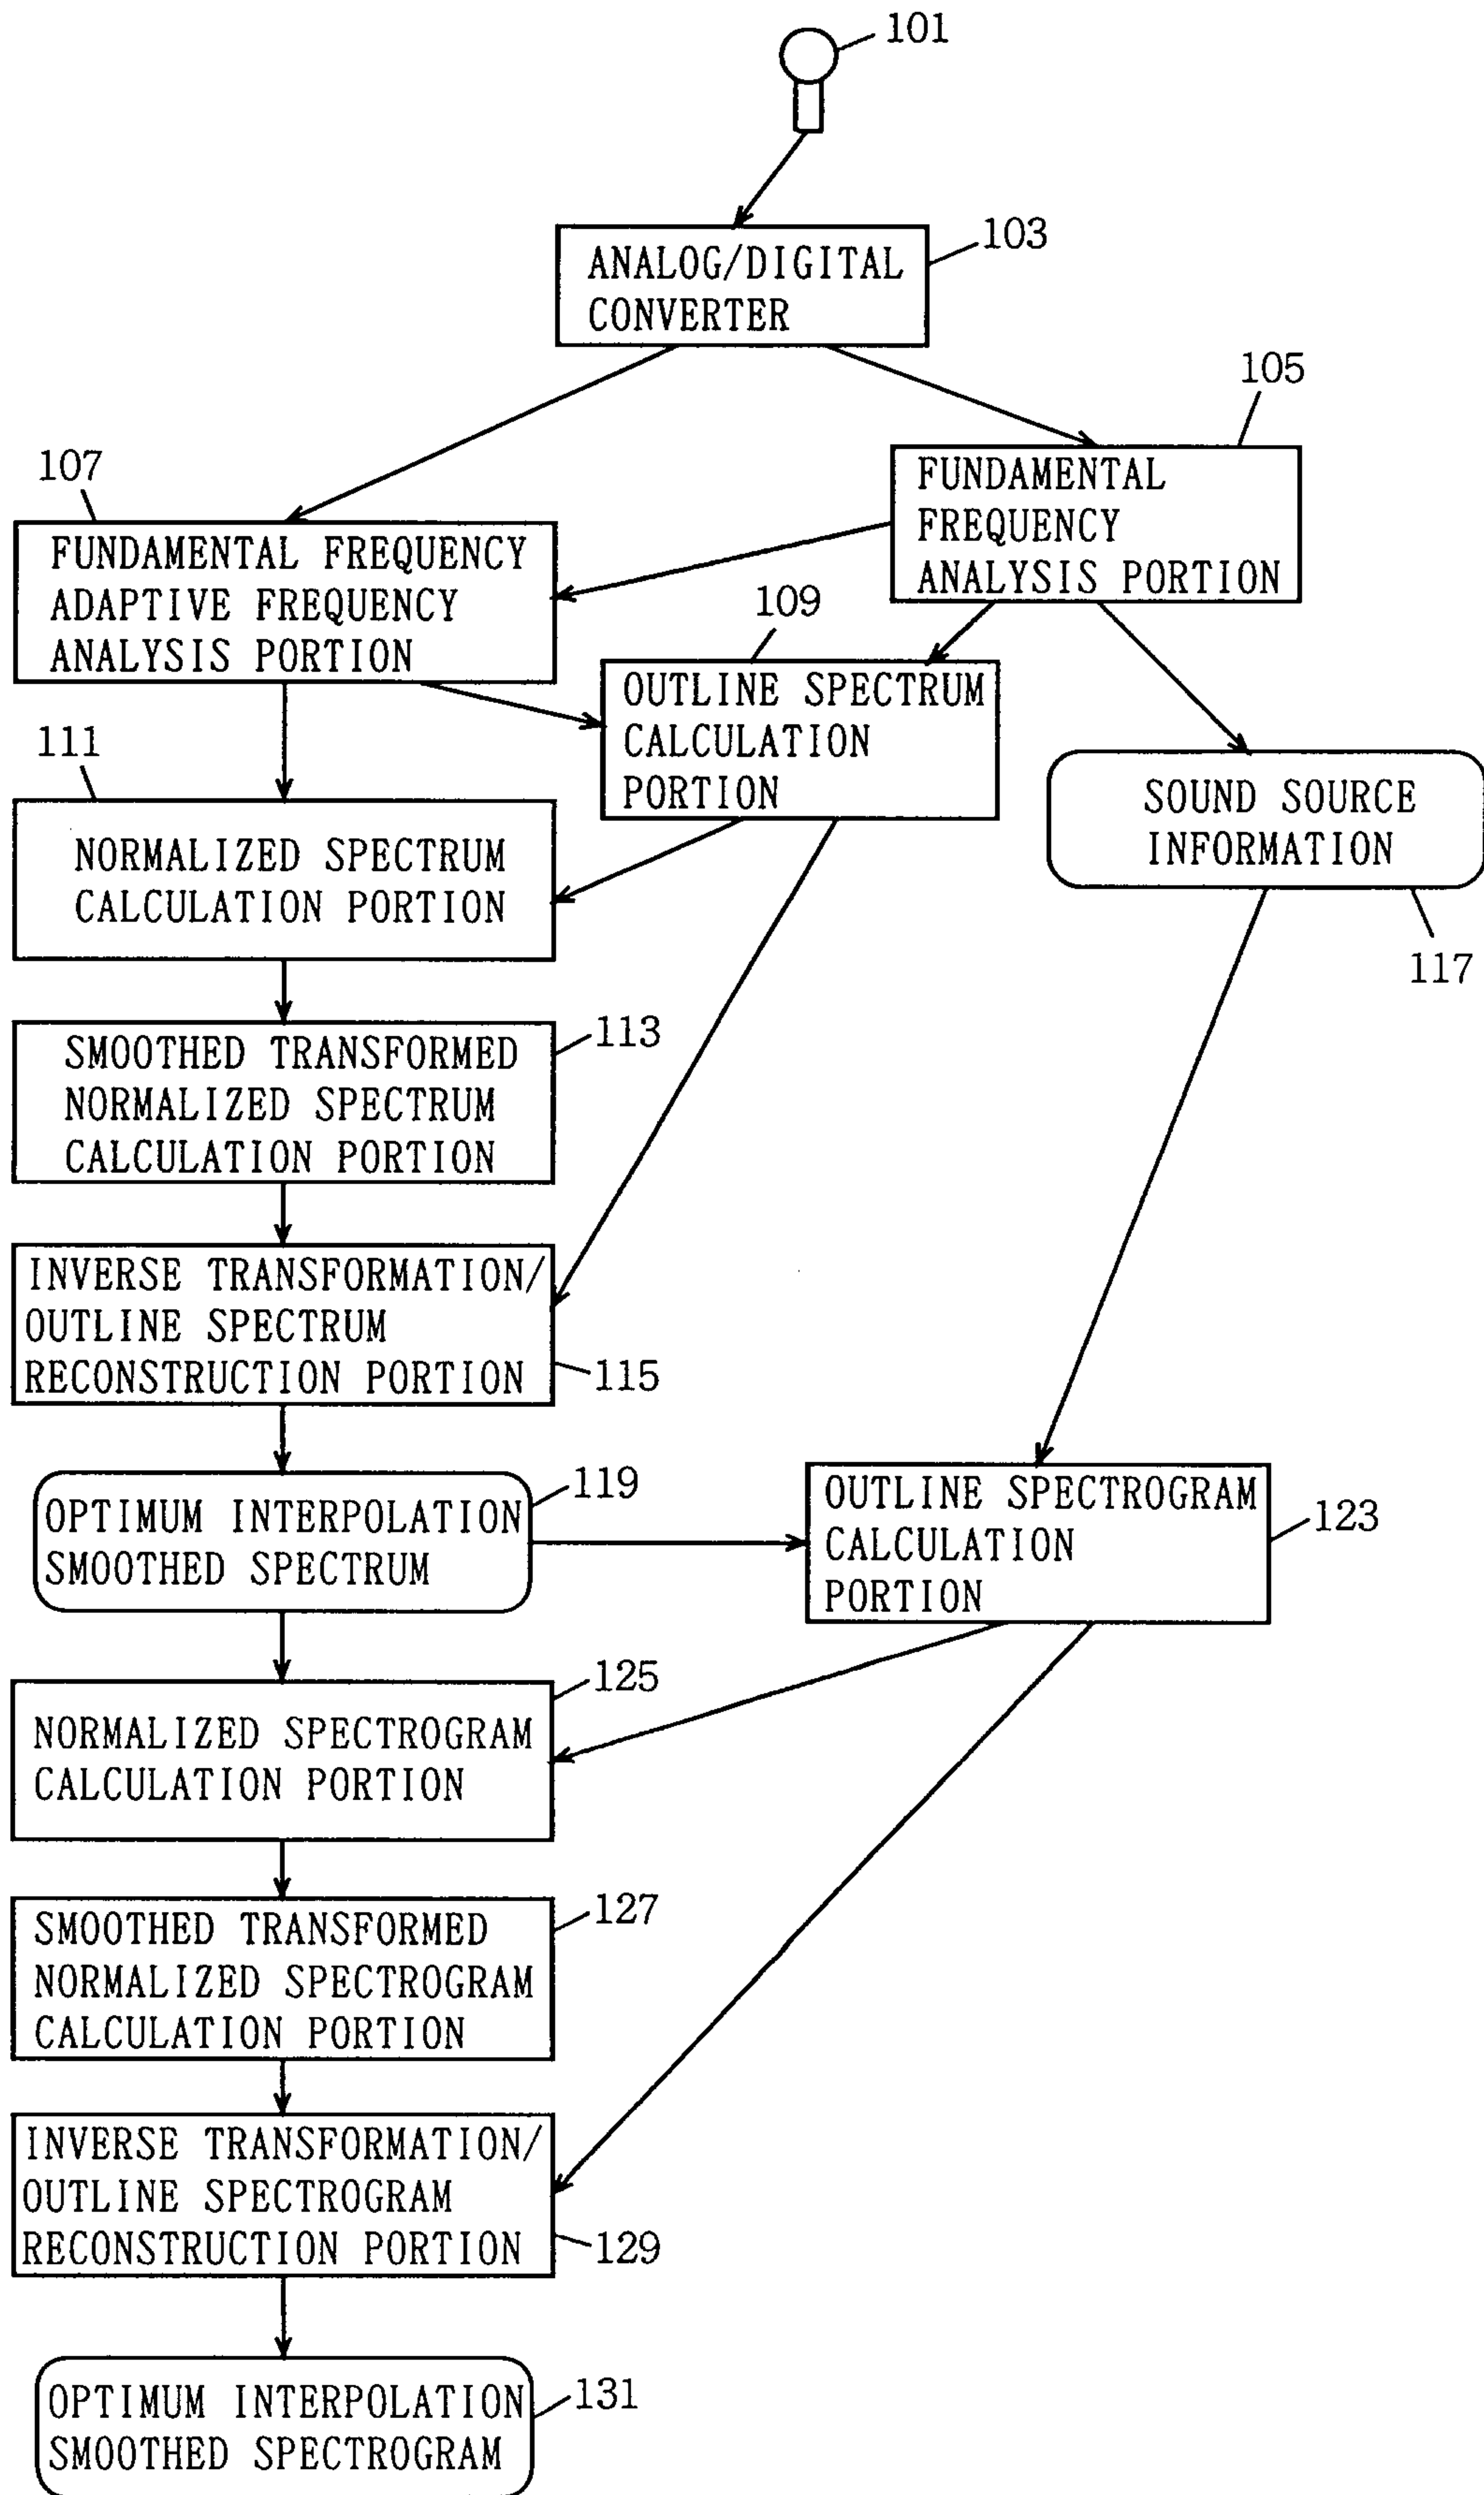 101
ANALOG/DIGITAL
CONVERTER
103
105
FUNDAMENTAL
FREQUENCY
ANALYSIS PORTION
107
FUNDAMENTAL FREQUENCY
ADAPTIVE FREQUENCY
ANALYSIS PORTION
109
OUTLINE SPECTRUM
CALCULATION
PORTION
111
NORMALIZED SPECTRUM
CALCULATION PORTION
SOUND SOURCE
INFORMATION
117
SMOOTHED TRANSFORMED
NORMALIZED SPECTRUM
CALCULATION PORTION
113
INVERSE TRANSFORMATION/
OUTLINE SPECTRUM
RECONSTRUCTION PORTION
115
OPTIMUM INTERPOLATION
SMOOTHED SPECTRUM
119
OUTLINE SPECTROGRAM
CALCULATION
PORTION
123
125
NORMALIZED SPECTROGRAM
CALCULATION PORTION
127
SMOOTHED TRANSFORMED
NORMALIZED SPECTROGRAM
CALCULATION PORTION
INVERSE TRANSFORMATION/
OUTLINE SPECTROGRAM
RECONSTRUCTION PORTION
129
OPTIMUM INTERPOLATION
SMOOTHED SPECTROGRAM
131